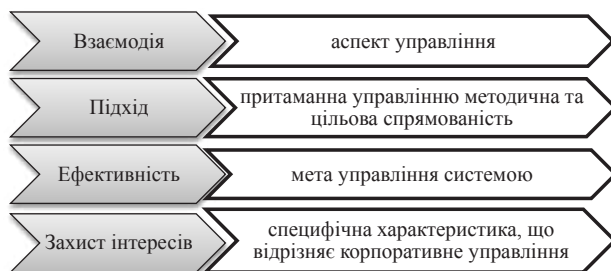 Взаємодія
аспект управління
Підхід
притаманна управлінню методична та
цільова спрямованість
Ефективність
мета управління системою
Захист інтересів
специфічна характеристика, що
відрізняє корпоративне управління